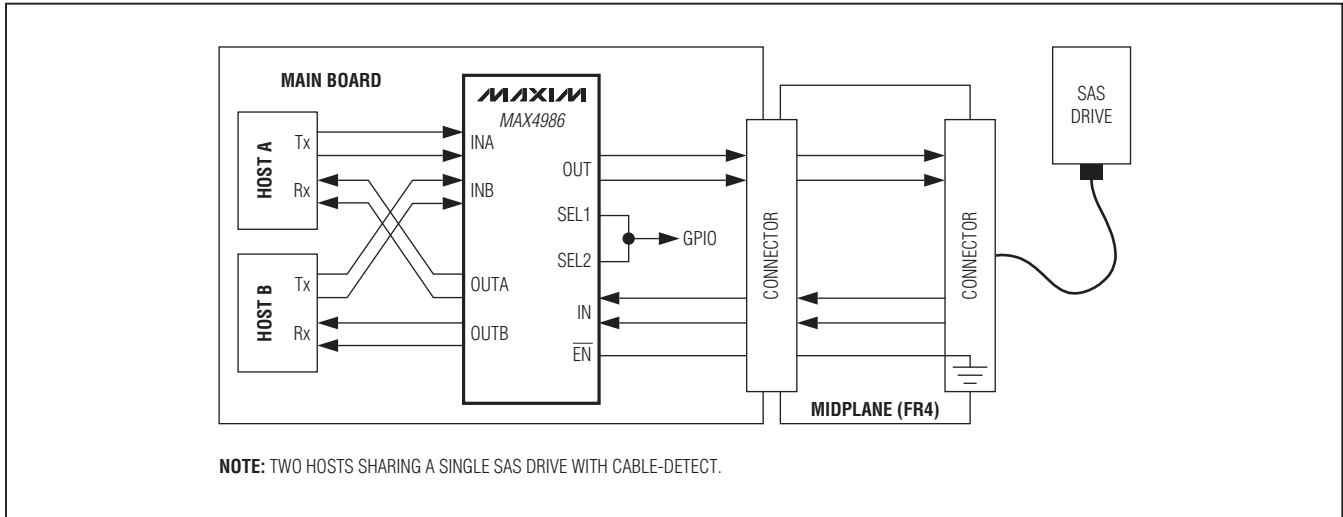 MAIN BOARD
HOST A
Tx
Rx
HOST B
Tx
Rx
MAXIM
MAX4986
INA
INB
OUTA
OUTB
OUT
SEL1
SEL2
IN
EN
GPIO
CONNECTOR
CONNECTOR
MIDPLANE (FR4)
SAS
DRIVE
NOTE: TWO HOSTS SHARING A SINGLE SAS DRIVE WITH CABLE-DETECT.